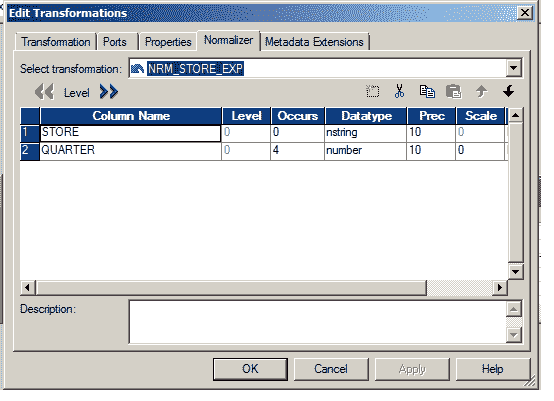 Edit Transformations
Transformation Ports Properties Normalizer Metadata Extensions
Select transformation: NRM_STORE_EXP
Level
Column Name Level Occurs Datatype Prec Scale
1 STORE 0 0 nstring 10 0
2 QUARTER 0 4 number 10 0
Description:
OK Cancel Apply Help